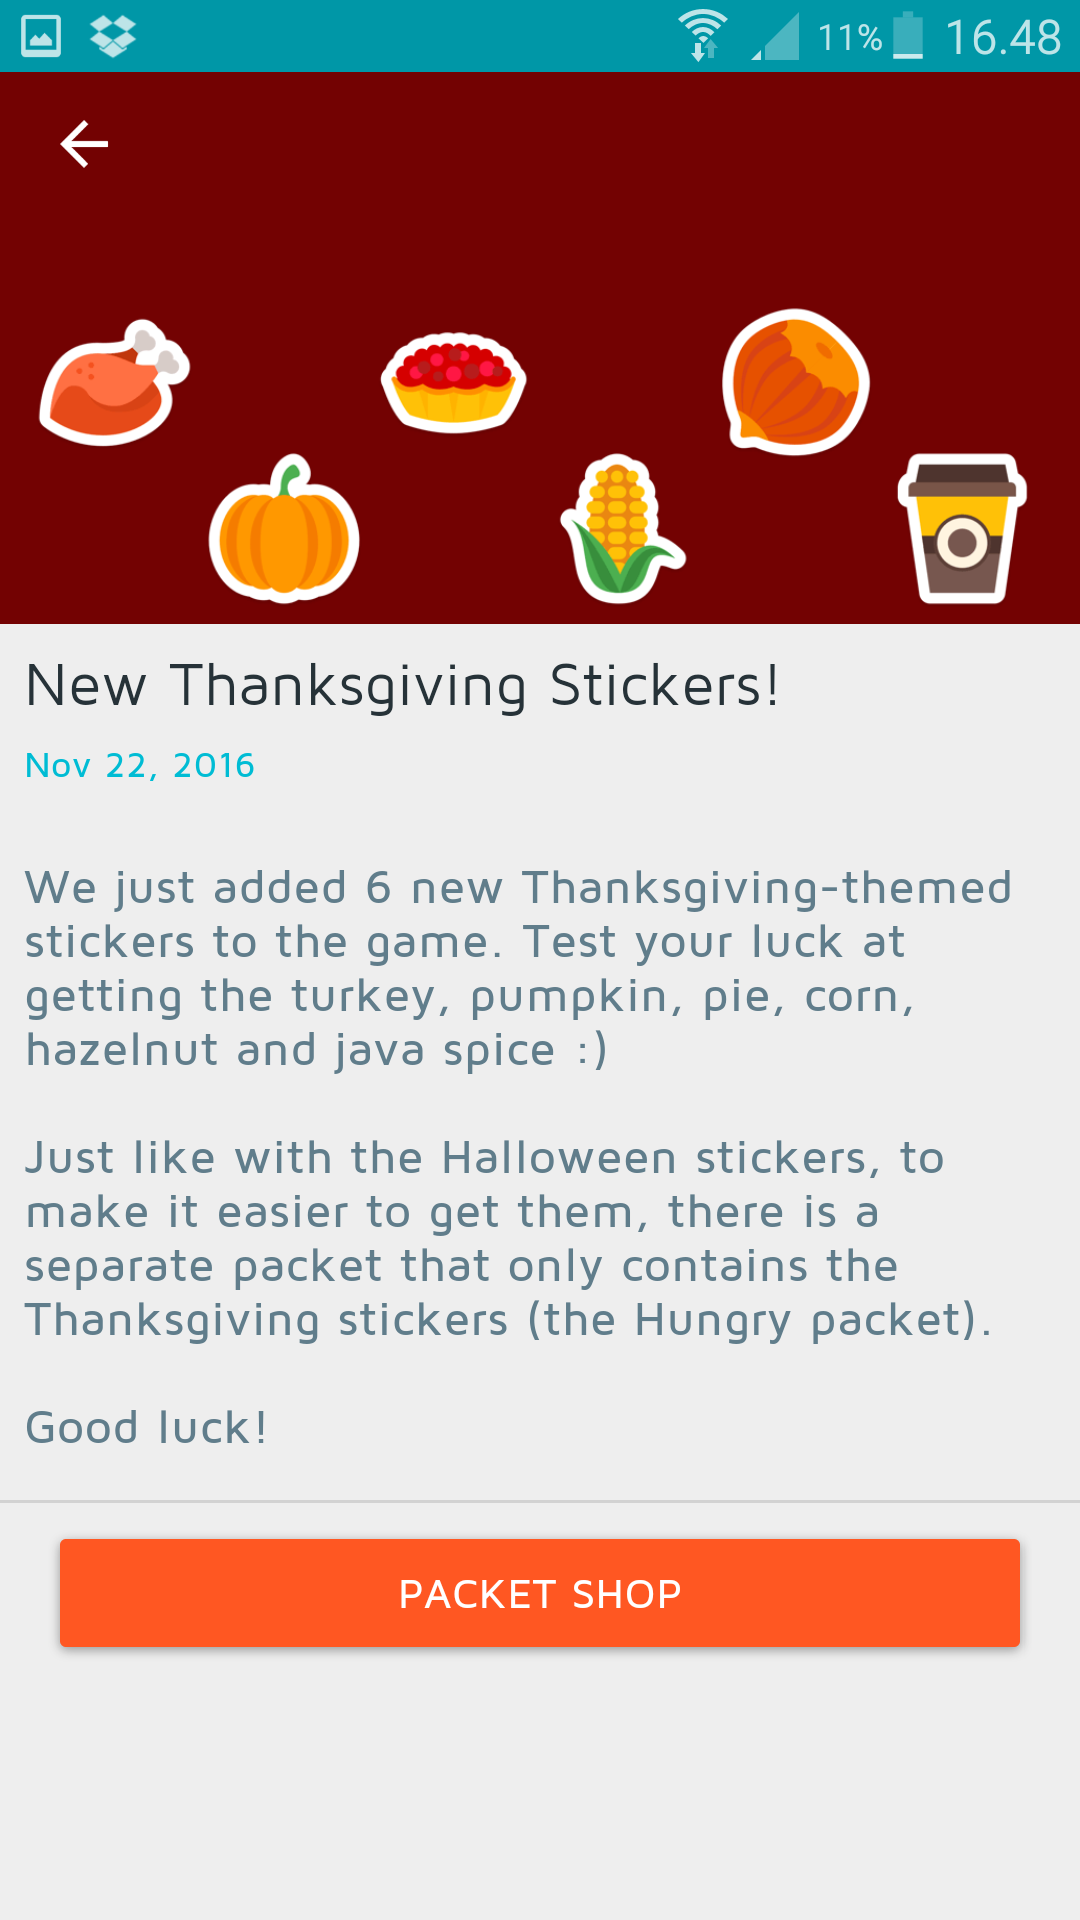 11% 16.48
New Thanksgiving Stickers!
Nov 22, 2016
We just added 6 new Thanksgiving-themed
stickers to the game. Test your luck at
getting the turkey, pumpkin, pie, corn,
hazelnut and java spice :)
Just like with the Halloween stickers, to
make it easier to get them, there is a
separate packet that only contains the
Thanksgiving stickers (the Hungry packet).
Good luck!
PACKET SHOP